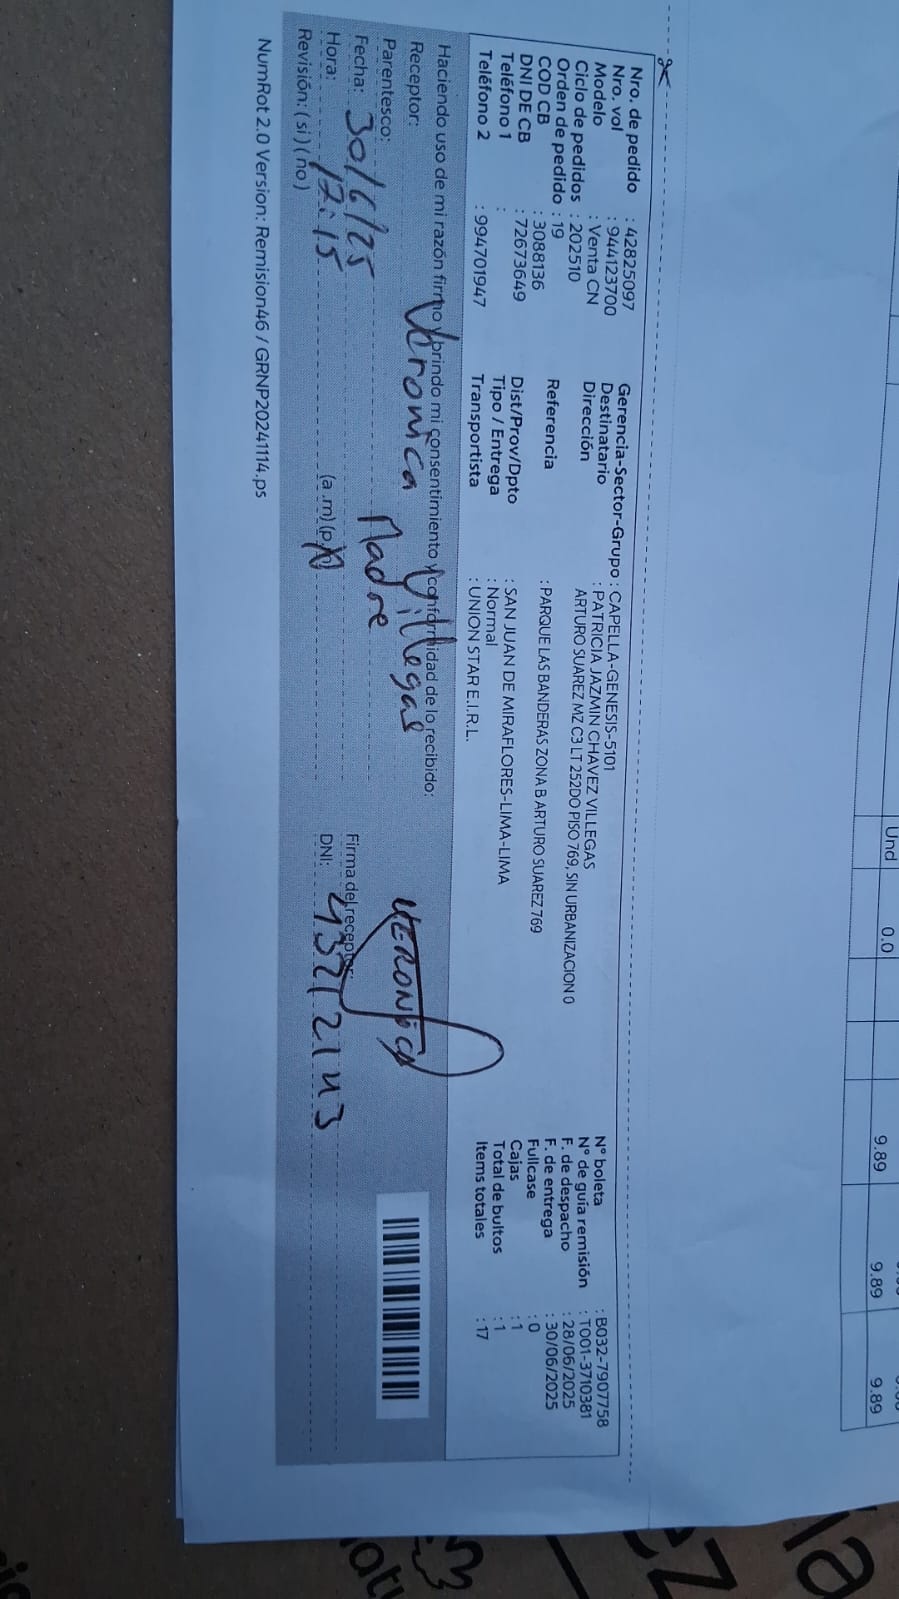 Und 0.0 9.89 9.89 9.89
Nro. de pedido : 42825097
Nro. vol : 944123700
Modelo : Venta CN
Ciclo de pedidos : 202510
Orden de pedido : 19
COD CB : 3088136
DNI DE CB : 72673649
Teléfono 1 :
Teléfono 2 : 994701947
Gerencia-Sector-Grupo : CAPELLA-GENESIS-5101
Destinatario : PATRICIA JAZMIN CHAVEZ VILLEGAS
Dirección ARTURO SUAREZ MZ C3 LT 252DO PISO 769, SIN URBANIZACION 0
Referencia : PARQUE LAS BANDERAS ZONA B ARTURO SUAREZ 769
Dist/Prov/Dpto : SAN JUAN DE MIRAFLORES-LIMA-LIMA
Tipo / Entrega : Normal
Transportista : UNION STAR E.I.R.L.
N° boleta : B032-7907758
N° de guía remisión : T001-3710381
F. de despacho : 28/06/2025
F. de entrega : 30/06/2025
Fullcase : 0
Cajas : 1
Total de bultos : 1
Items totales : 17
Haciendo uso de mi razón firmo y brindo mi consentimiento y conformidad de lo recibido:
Receptor: Veronica Villegas
Parentesco: Madre
Fecha: 30/6/25
Hora: 12:15 (a .m) (p.m)
Revisión: ( si ) ( no )
VERONICA
Firma del receptor:
DNI: 43212143
NumRot 2.0 Version: Remision46 / GRNP20241114.ps